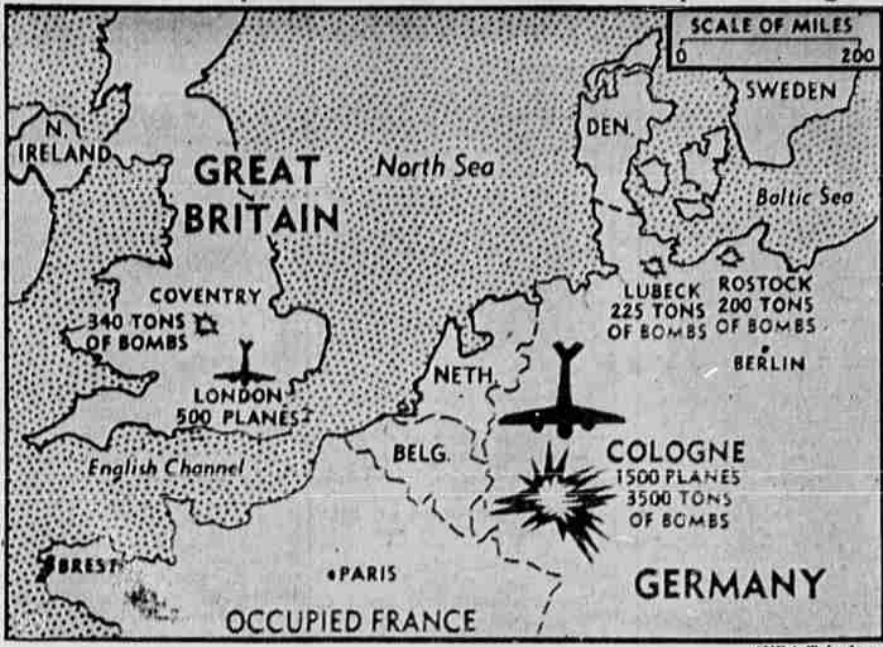 SCALE OF MILES
0 200
SWEDEN
DEN.
N.
IRELAND
North Sea
GREAT
BRITAIN
Baltic Sea
COVENTRY
340 TONS
OF BOMBS
LUBECK
225 TONS
OF BOMBS
ROSTOCK
200 TONS
OF BOMBS
BERLIN
LONDON
500 PLANES
NETH.
BELG.
English Channel
COLOGNE
1500 PLANES
3500 TONS
OF BOMBS
BREST
PARIS
GERMANY
OCCUPIED FRANCE